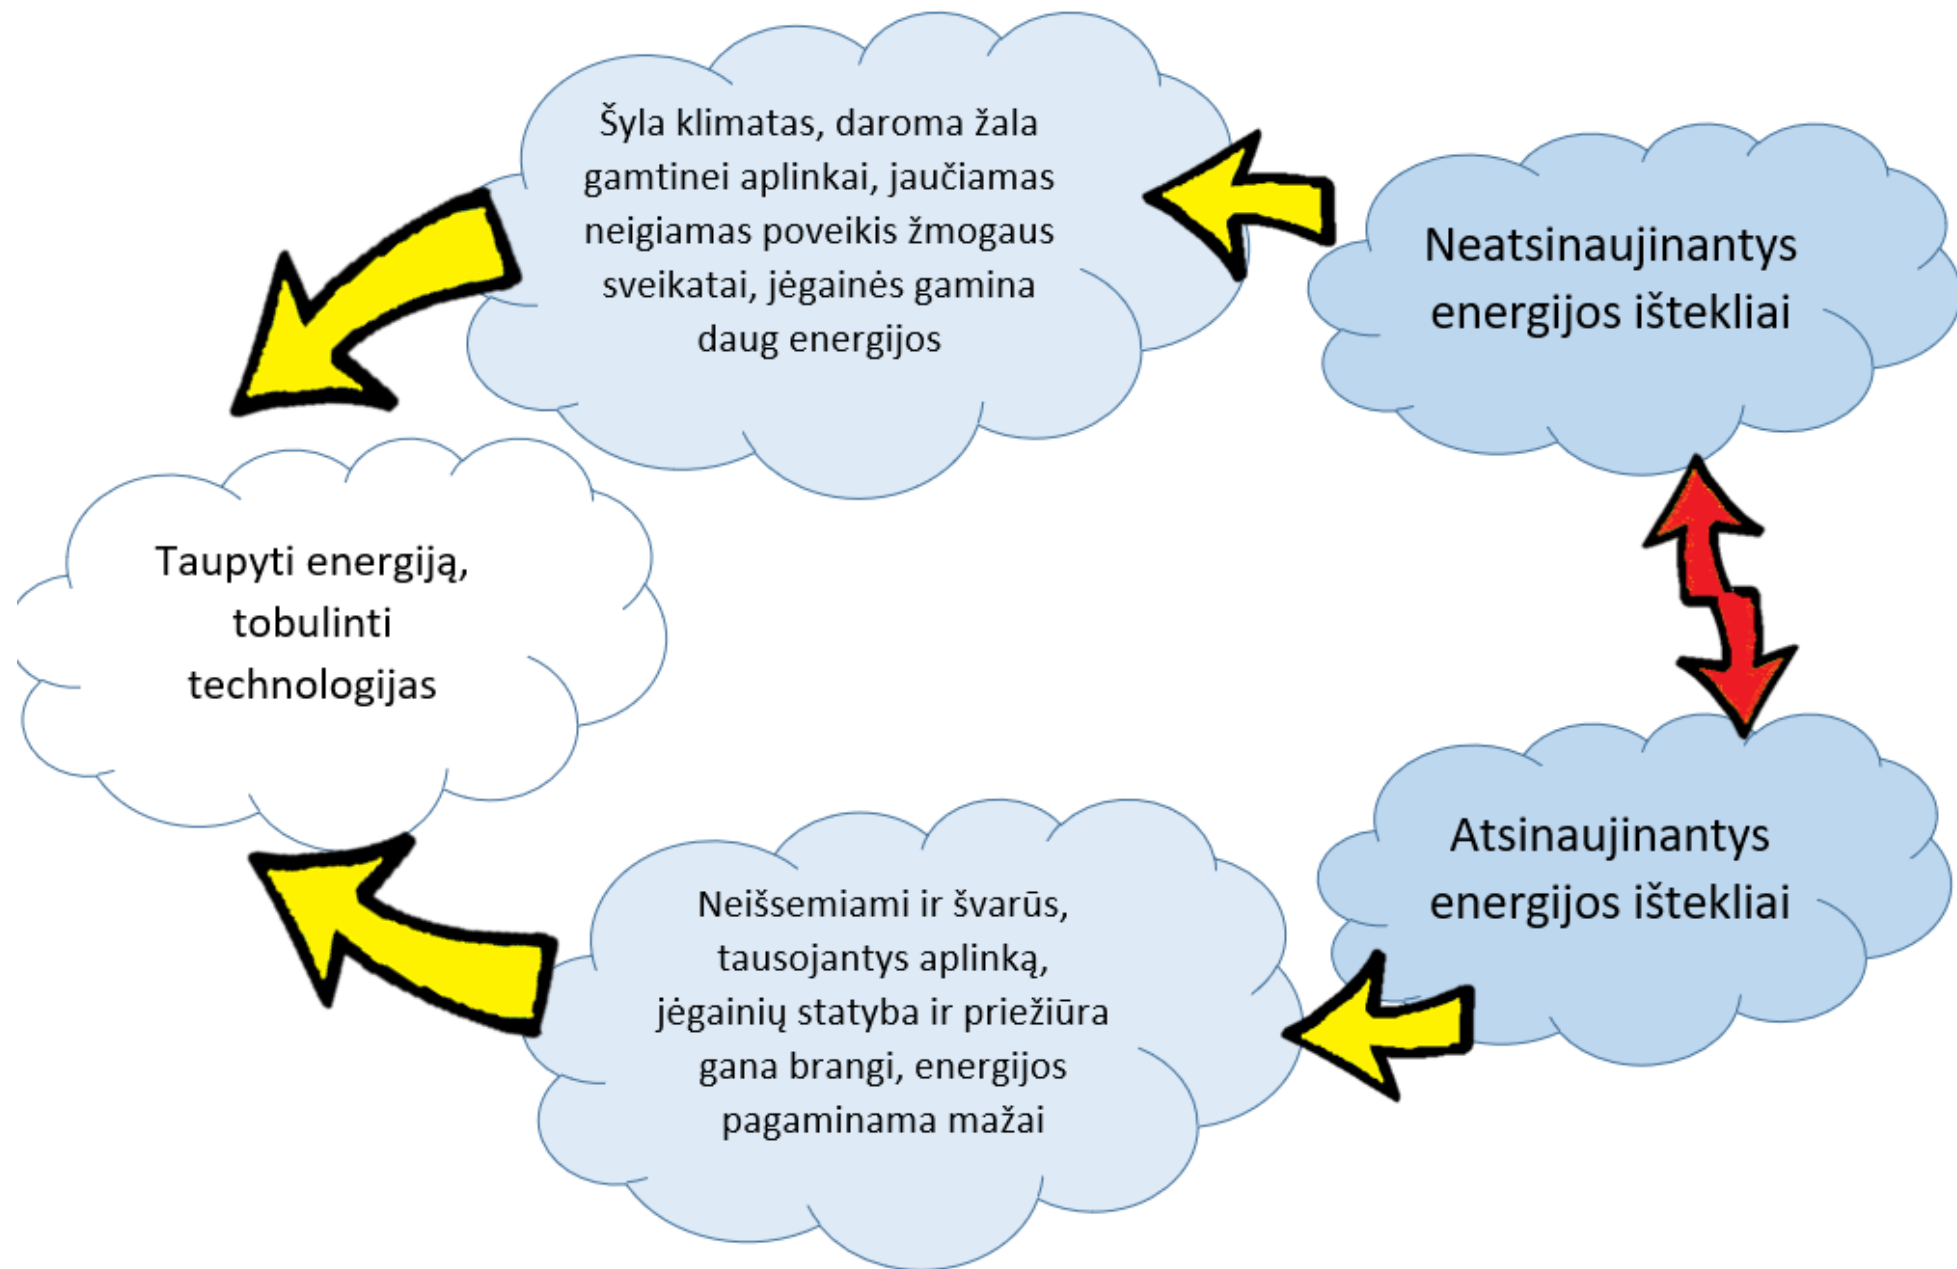 Šyla klimatas, daroma žala
gamtinei aplinkai, jaučiamas
neigiamas poveikis žmogaus
sveikatai, jėgainės gamina
daug energijos
Neatsinaujinantys
energijos ištekliai
Taupyti energiją,
tobulinti
technologijas
Atsinaujinantys
energijos ištekliai
Neišsemiami ir švarūs,
tausojantys aplinką,
jėgainių statyba ir priežiūra
gana brangi, energijos
pagaminama mažai